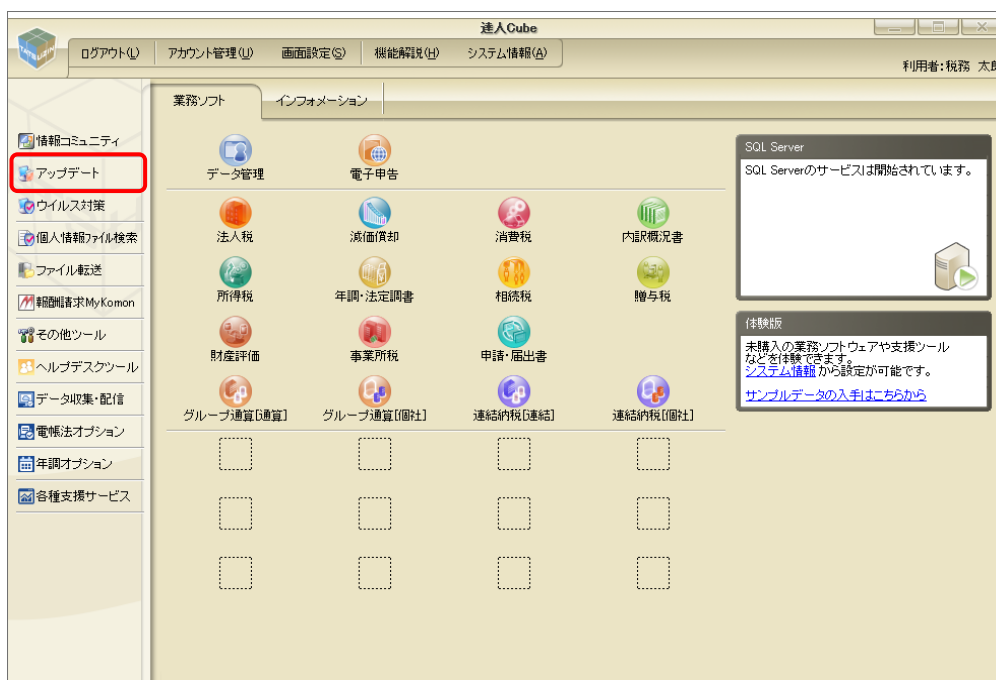 達人Cube
ログアウト(L) アカウント管理(U) 画面設定(S) 機能解説(H) システム情報(A)
利用者:税務 太郎
業務ソフト インフォメーション
情報コミュニティ
アップデート
ウイルス対策
個人情報ファイル検索
ファイル転送
報酬請求MyKomon
その他ツール
ヘルプデスクツール
データ収集・配信
電帳法オプション
年調オプション
各種支援サービス
データ管理 電子申告
法人税 減価償却 消費税 内訳概況書
所得税 年調・法定調書 相続税 贈与税
財産評価 事業所税 申請・届出書
グループ通算[通算] グループ通算[個社] 連結納税[連結] 連結納税[個社]
SQL Server
SQL Serverのサービスは開始されています。
体験版
未購入の業務ソフトウェアや支援ツール
などを体験できます。
システム情報から設定が可能です。
サンプルデータの入手はこちらから